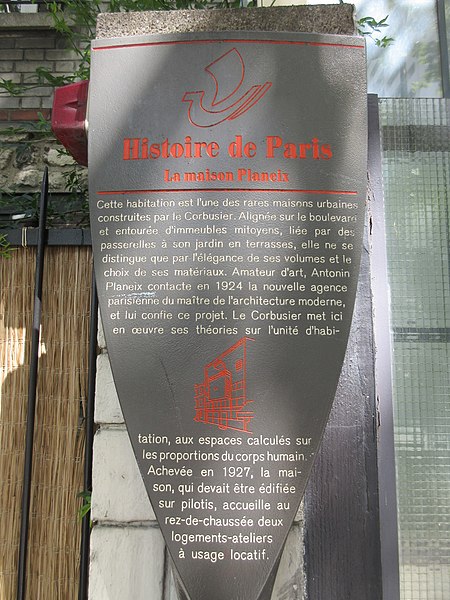 Histoire de Paris
La maison Planeix
Cette habitation est l'une des rares maisons urbaines
construites par le Corbusier. Alignée sur le boulevard
et entourée d'immeubles mitoyens, liée par des
passerelles à son jardin en terrasses, elle ne se
distingue que par l'élégance de ses volumes et le
choix de ses matériaux. Amateur d'art, Antonin
Planeix contacte en 1924 la nouvelle agence
parisienne du maître de l'architecture moderne,
et lui confie ce projet. Le Corbusier met ici
en œuvre ses théories sur l'unité d'habi-
tation, aux espaces calculés sur
les proportions du corps humain.
Achevée en 1927, la mai-
son, qui devait être édifiée
sur pilotis, accueille au
rez-de-chaussée deux
logements-ateliers
à usage locatif.